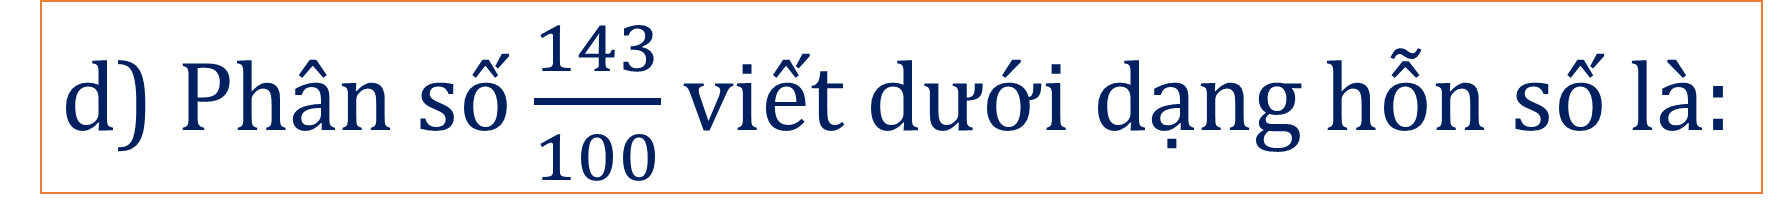 d) Phân số 143/100 viết dưới dạng hỗn số là: